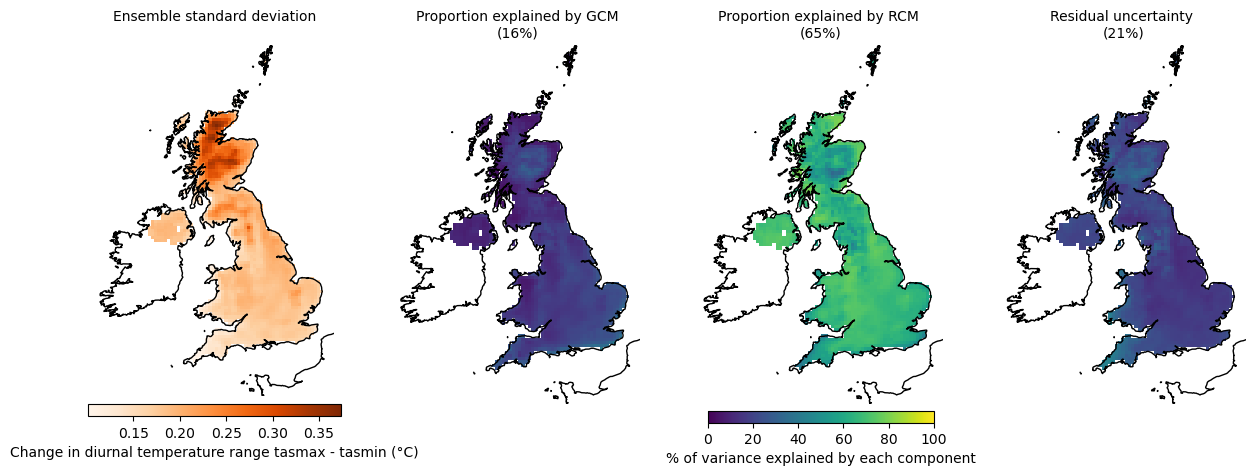 Ensemble standard deviation
Proportion explained by GCM
(16%)
Proportion explained by RCM
(65%)
Residual uncertainty
(21%)
0.15 0.20 0.25 0.30 0.35
Change in diurnal temperature range tasmax - tasmin (°C)
0 20 40 60 80 100
% of variance explained by each component